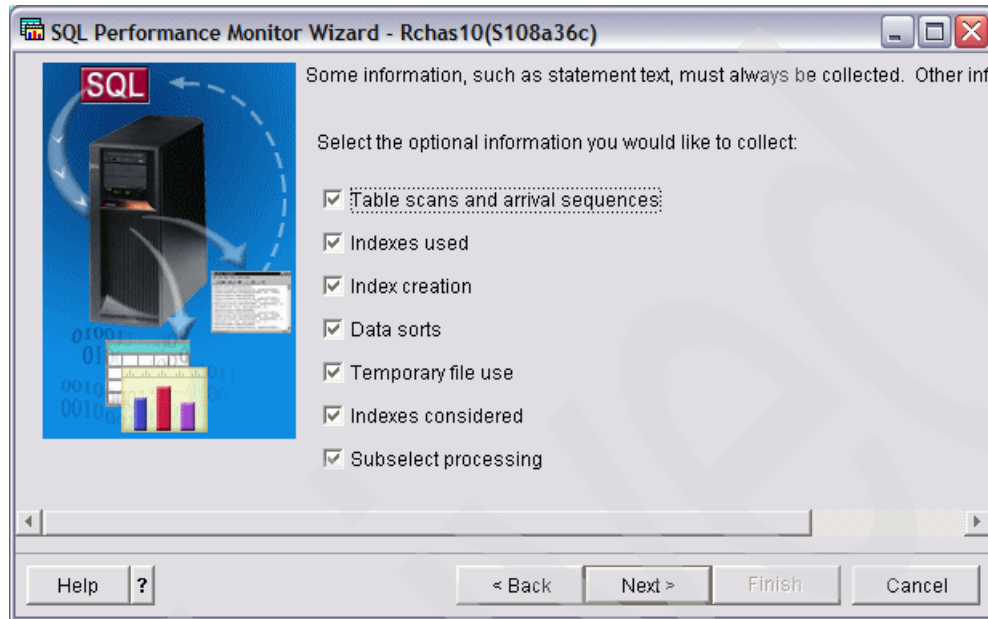 SQL Performance Monitor Wizard - Rchas10(S108a36c)
SQL
Some information, such as statement text, must always be collected. Other inf
Select the optional information you would like to collect:
Table scans and arrival sequences
Indexes used
Index creation
Data sorts
Temporary file use
Indexes considered
Subselect processing
Help ? < Back Next > Finish Cancel